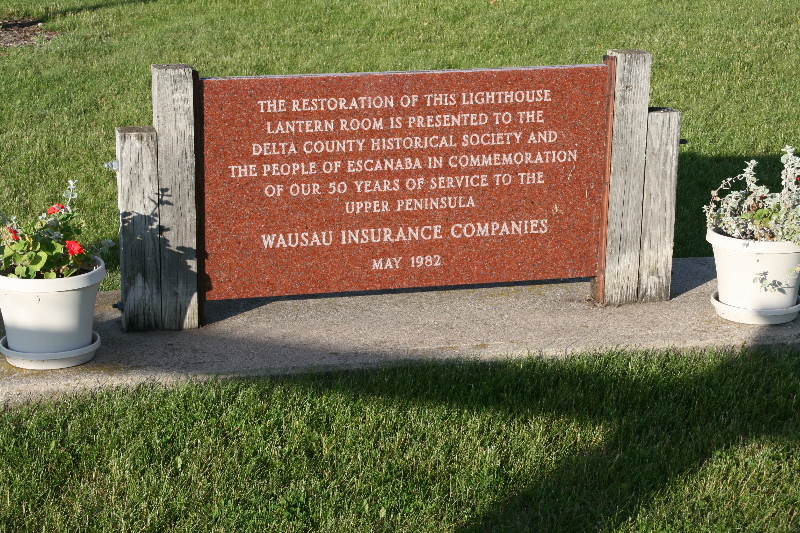 THE RESTORATION OF THIS LIGHTHOUSE
LANTERN ROOM IS PRESENTED TO THE
DELTA COUNTY HISTORICAL SOCIETY AND
THE PEOPLE OF ESCANABA IN COMMEMORATION
OF OUR 50 YEARS OF SERVICE TO THE
UPPER PENINSULA
WAUSAU INSURANCE COMPANIES
MAY 1982